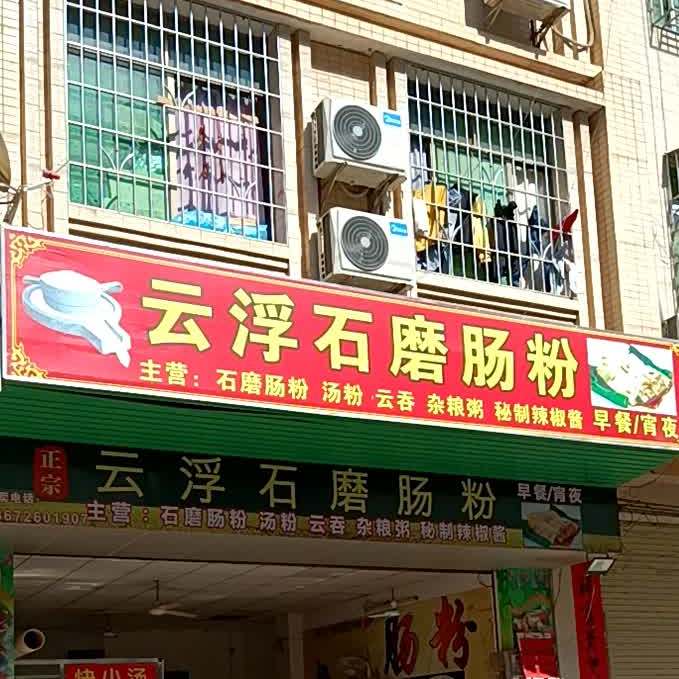 云浮石磨肠粉
主营：石磨肠粉 汤粉 云吞 杂粮粥 秘制辣椒酱 早餐/宵夜
正宗 云浮石磨肠粉 早餐/宵夜
主营：石磨肠粉 汤粉 云吞 杂粮粥 秘制辣椒酱
肠粉